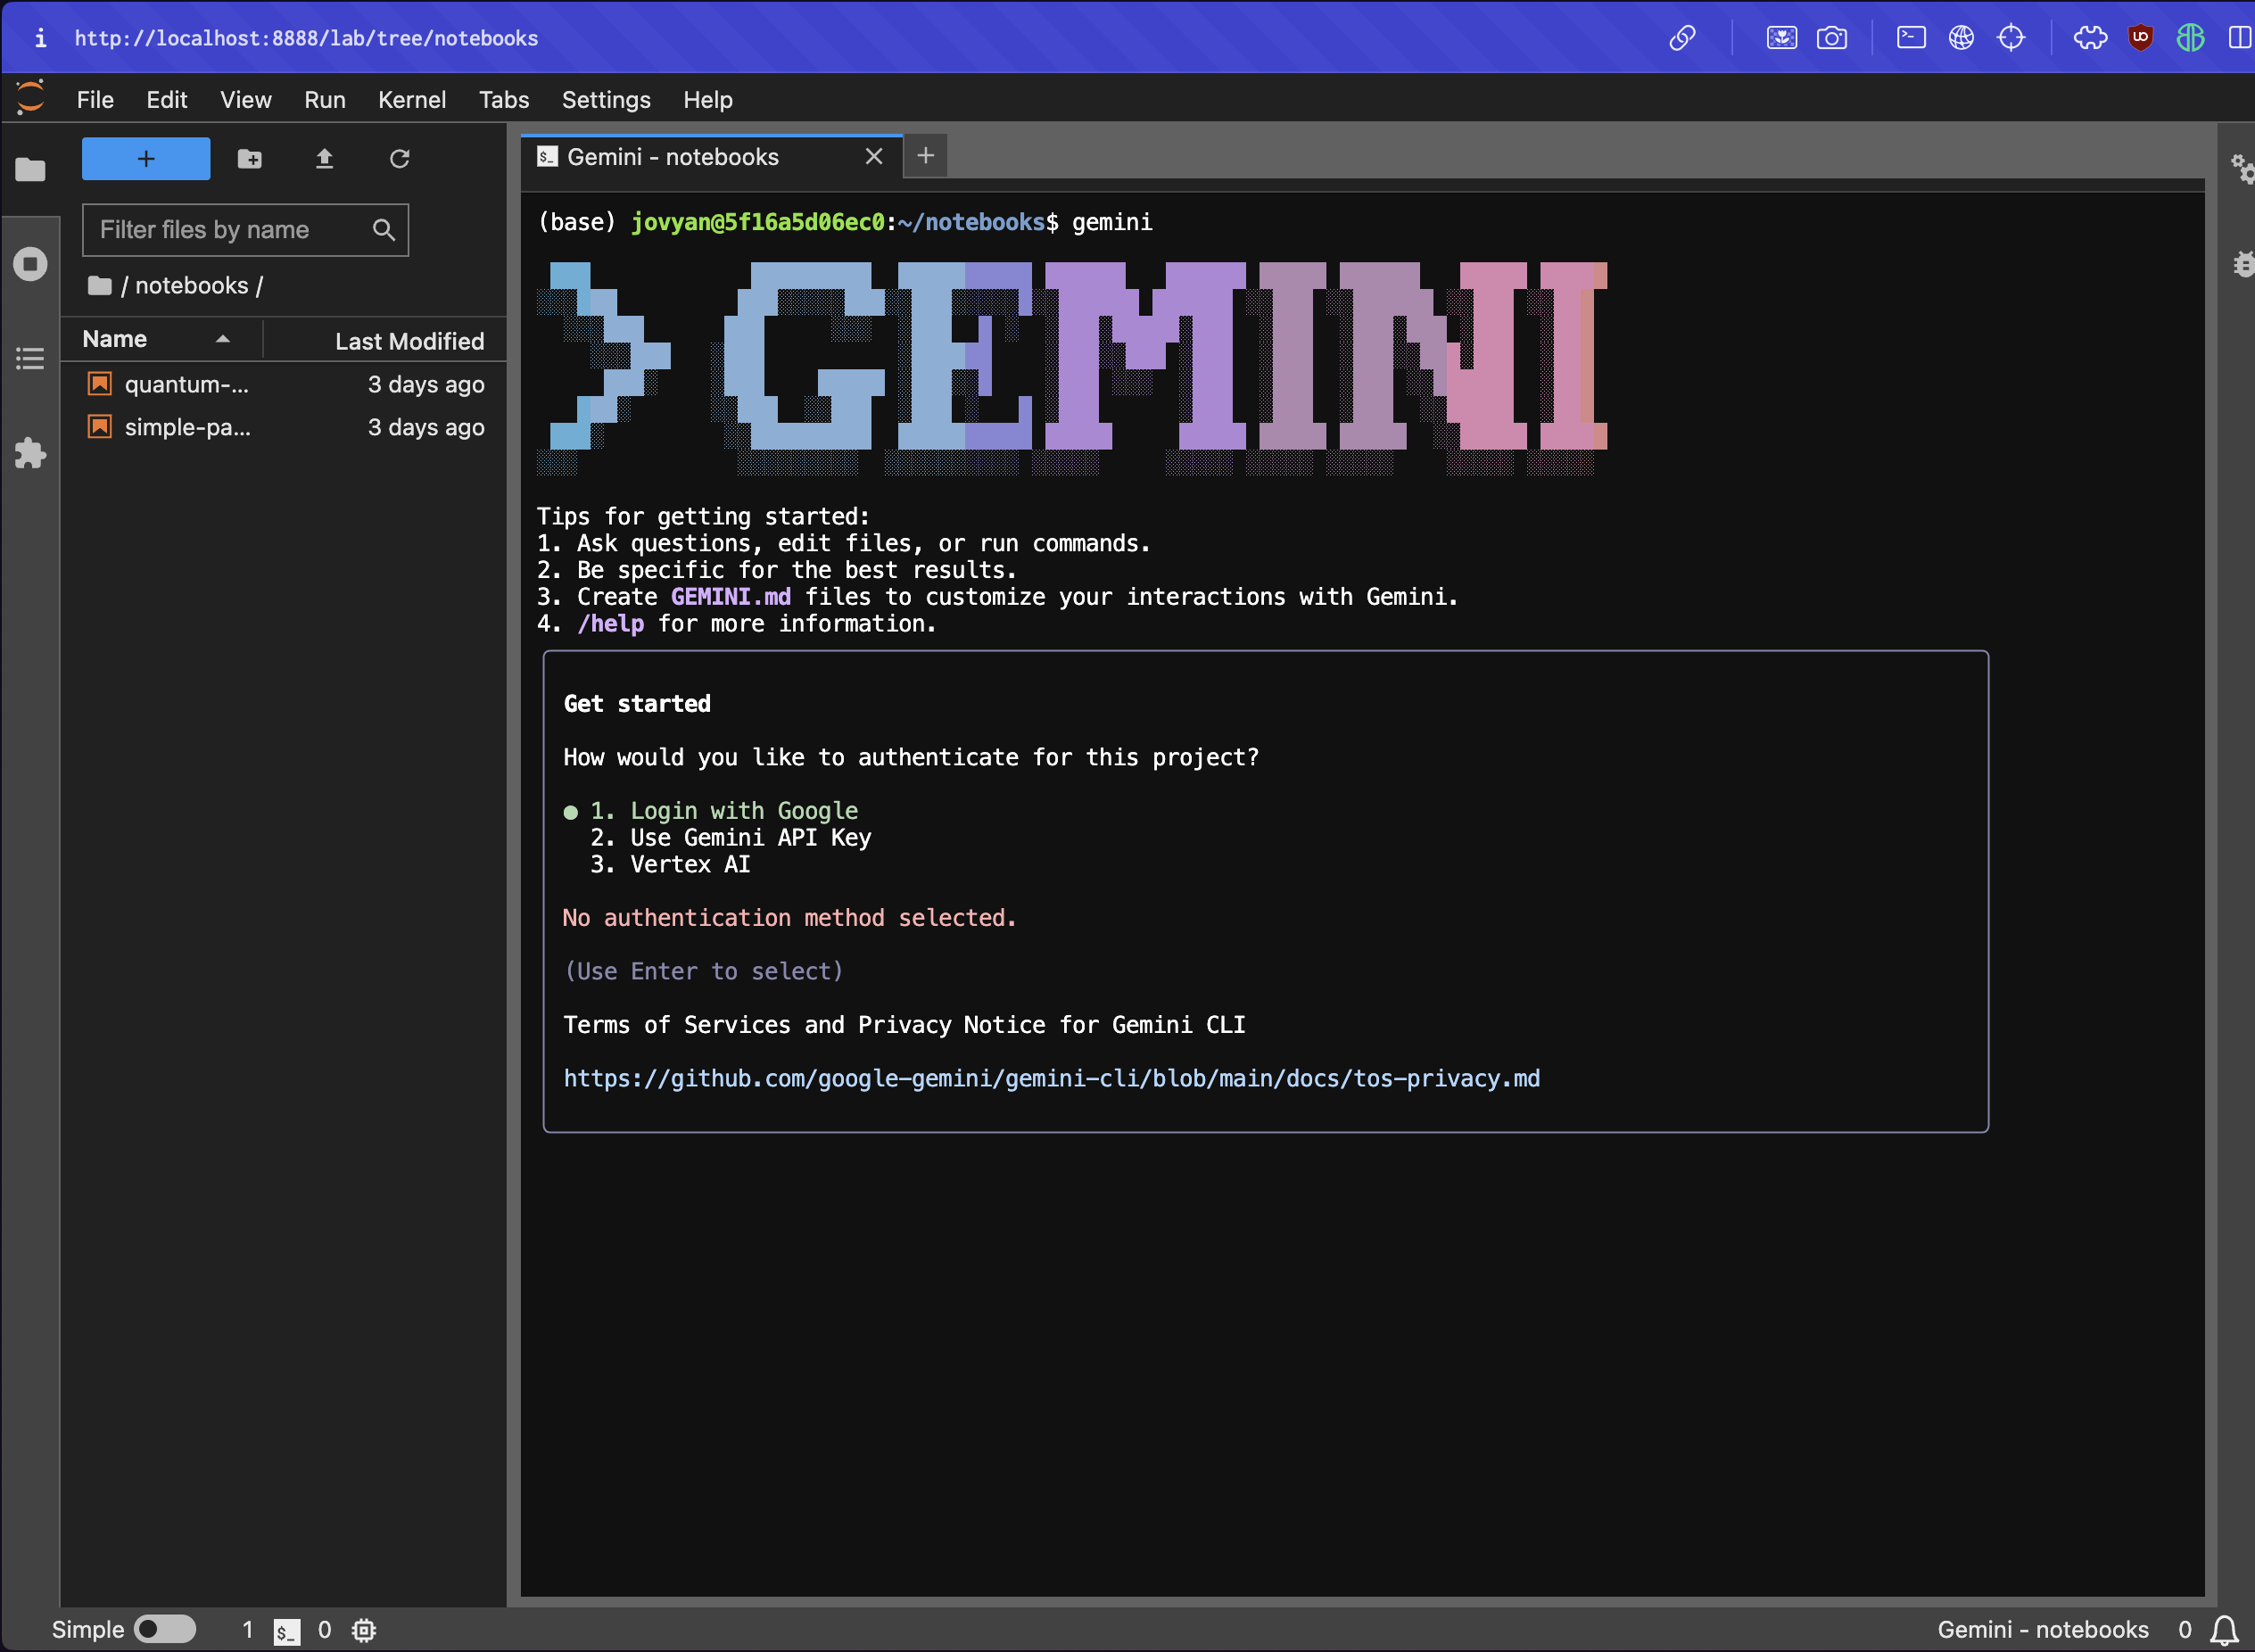 http://localhost:8888/lab/tree/notebooks
File Edit View Run Kernel Tabs Settings Help
Filter files by name
/ notebooks /
Name Last Modified
quantum-... 3 days ago
simple-pa... 3 days ago
Gemini - notebooks
(base) jovyan@5f16a5d06ec0:~/notebooks$ gemini
GEMINI
Tips for getting started:
1. Ask questions, edit files, or run commands.
2. Be specific for the best results.
3. Create GEMINI.md files to customize your interactions with Gemini.
4. /help for more information.
Get started
How would you like to authenticate for this project?
● 1. Login with Google
2. Use Gemini API Key
3. Vertex AI
No authentication method selected.
(Use Enter to select)
Terms of Services and Privacy Notice for Gemini CLI
https://github.com/google-gemini/gemini-cli/blob/main/docs/tos-privacy.md
Simple 1 $_ 0 Gemini - notebooks 0